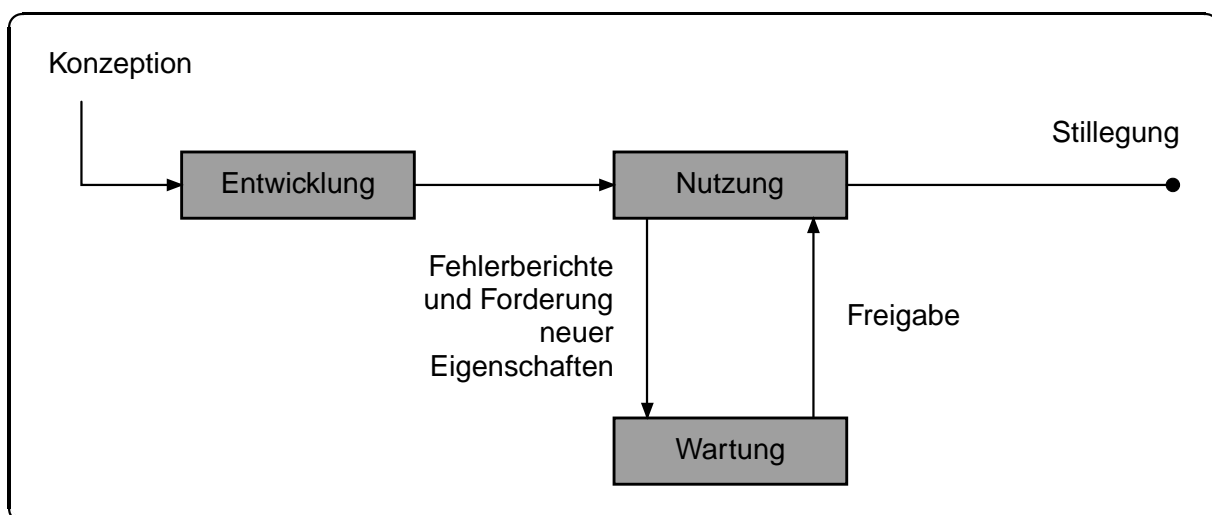 Konzeption
Stillegung
Entwicklung
Nutzung
Fehlerberichte
und Forderung
neuer
Eigenschaften
Freigabe
Wartung